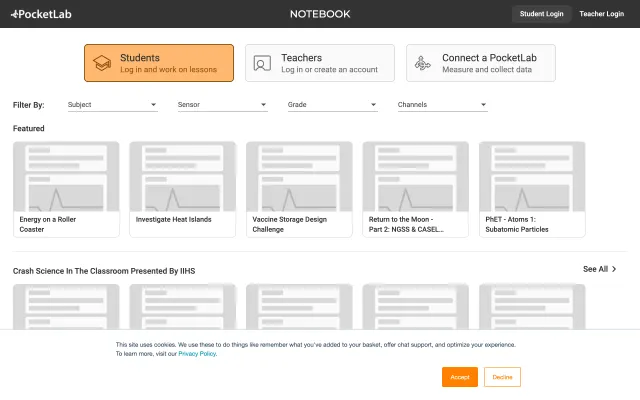 PocketLab
NOTEBOOK
Student Login
Teacher Login
Students
Log in and work on lessons
Teachers
Log in or create an account
Connect a PocketLab
Measure and collect data
Filter By:
Subject
Sensor
Grade
Channels
Featured
Energy on a Roller
Coaster
Investigate Heat Islands
Vaccine Storage Design
Challenge
Return to the Moon -
Part 2: NGSS & CASEL...
PhET - Atoms 1:
Subatomic Particles
Crash Science In The Classroom Presented By IIHS
See All
This site uses cookies. We use these to do things like remember what you've added to your basket, offer chat support, and optimize your experience.
To learn more, visit our Privacy Policy.
Accept
Decline